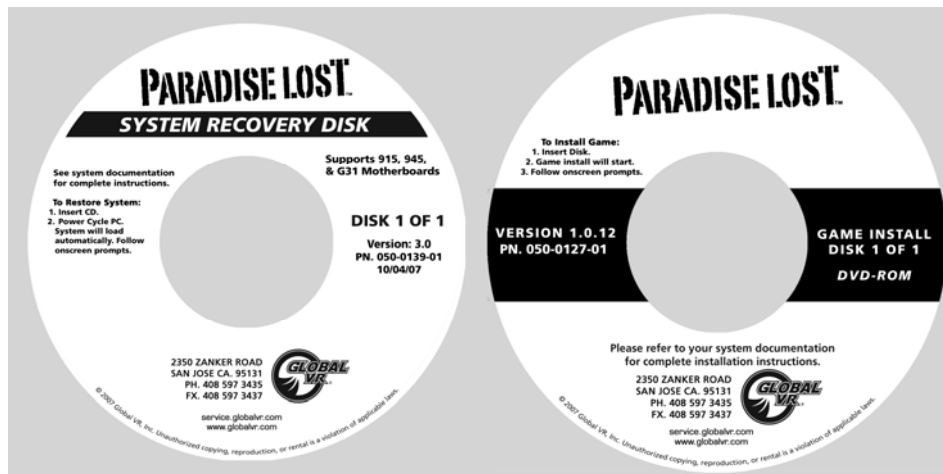 PARADISE LOST™
SYSTEM RECOVERY DISK
See system documentation
for complete instructions.
To Restore System:
1. Insert CD.
2. Power Cycle PC.
System will load
automatically. Follow
onscreen prompts.
Supports 915, 945,
& G31 Motherboards
DISK 1 OF 1
Version: 3.0
PN. 050-0139-01
10/04/07
2350 ZANKER ROAD
SAN JOSE CA. 95131
PH. 408 597 3435
FX. 408 597 3437
GLOBAL
VR®
service.globalvr.com
www.globalvr.com
© 2007 Global VR, Inc. Unauthorized copying, reproduction, or rental is a violation of applicable laws.
PARADISE LOST™
To Install Game:
1. Insert Disk.
2. Game install will start.
3. Follow onscreen prompts.
VERSION 1.0.12
PN. 050-0127-01
GAME INSTALL
DISK 1 OF 1
DVD-ROM
Please refer to your system documentation
for complete installation instructions.
2350 ZANKER ROAD
SAN JOSE CA. 95131
PH. 408 597 3435
FX. 408 597 3437
GLOBAL
VR®
service.globalvr.com
www.globalvr.com
© 2007 Global VR, Inc. Unauthorized copying, reproduction, or rental is a violation of applicable laws.